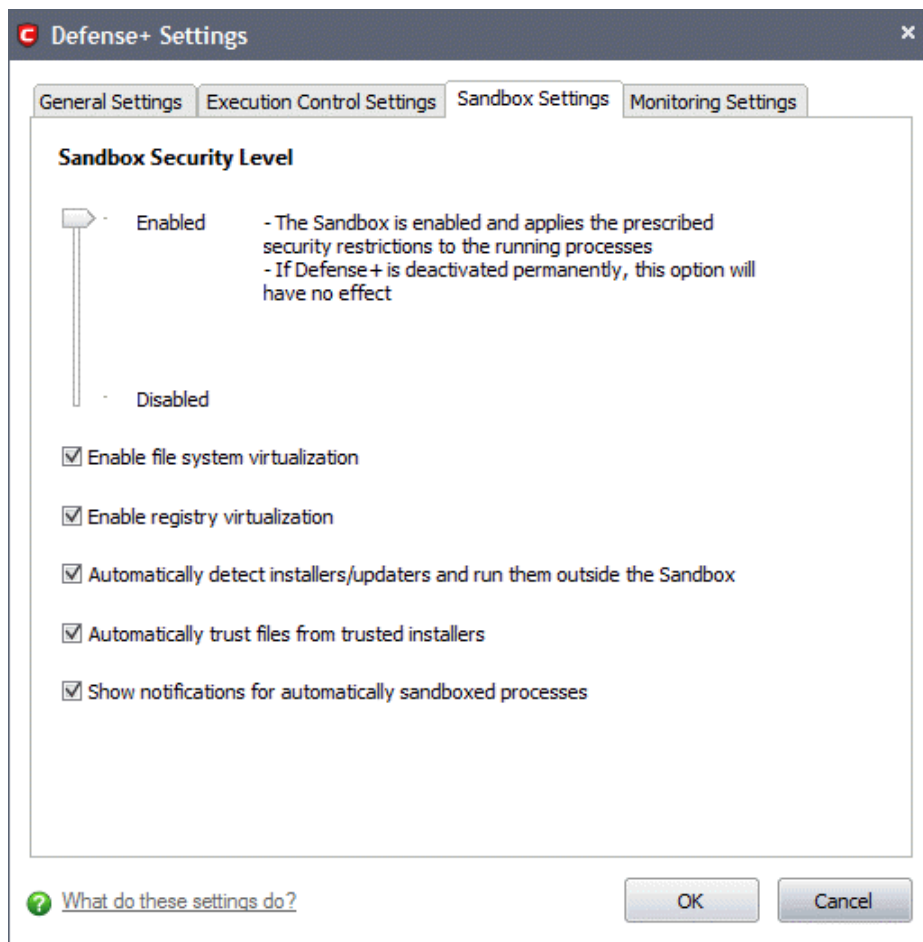 Defense+ Settings
General Settings
Execution Control Settings
Sandbox Settings
Monitoring Settings
Sandbox Security Level
Enabled
- The Sandbox is enabled and applies the prescribed
security restrictions to the running processes
- If Defense+ is deactivated permanently, this option will
have no effect
Disabled
Enable file system virtualization
Enable registry virtualization
Automatically detect installers/updaters and run them outside the Sandbox
Automatically trust files from trusted installers
Show notifications for automatically sandboxed processes
What do these settings do?
OK
Cancel